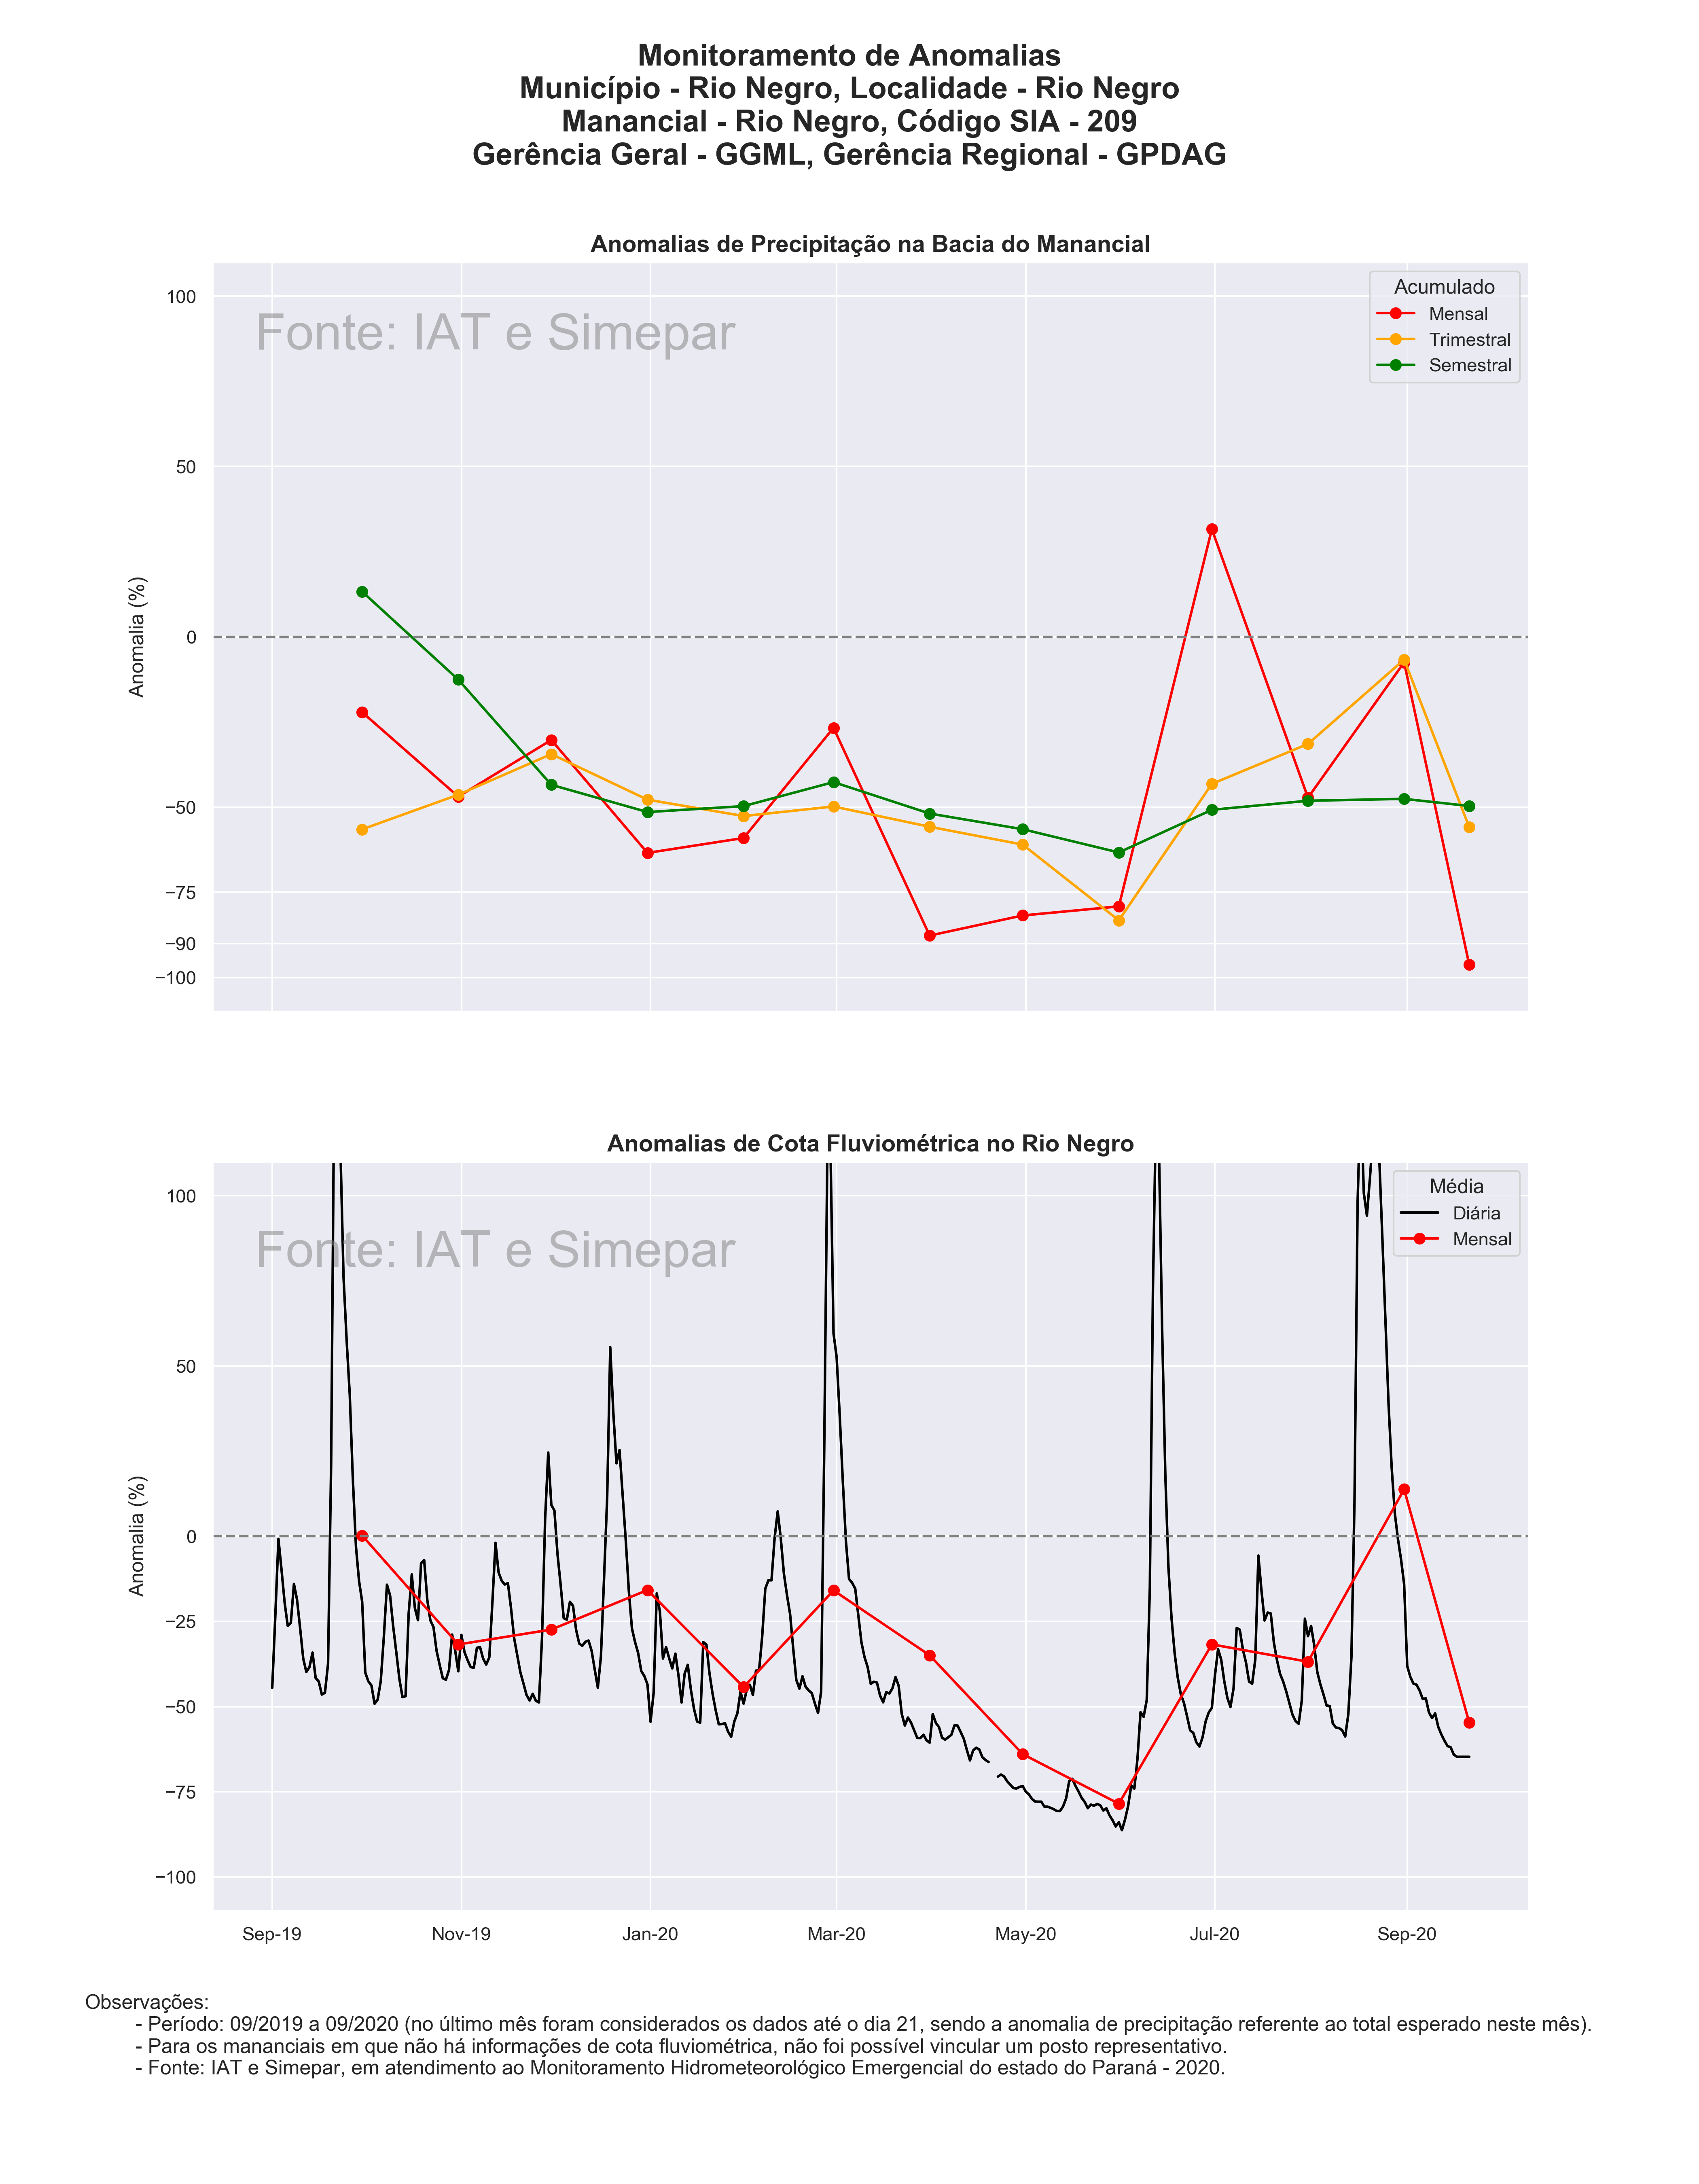 Monitoramento de Anomalias
Município - Rio Negro, Localidade - Rio Negro
Manancial - Rio Negro, Código SIA - 209
Gerência Geral - GGML, Gerência Regional - GPDAG
Anomalias de Precipitação na Bacia do Manancial
Fonte: IAT e Simepar
Acumulado
Mensal
Trimestral
Semestral
Anomalia (%)
100
50
0
−50
−75
−90
−100
Anomalias de Cota Fluviométrica no Rio Negro
Fonte: IAT e Simepar
Média
Diária
Mensal
Anomalia (%)
100
50
0
−25
−50
−75
−100
Sep-19 Nov-19 Jan-20 Mar-20 May-20 Jul-20 Sep-20
Observações:
- Período: 09/2019 a 09/2020 (no último mês foram considerados os dados até o dia 21, sendo a anomalia de precipitação referente ao total esperado neste mês).
- Para os mananciais em que não há informações de cota fluviométrica, não foi possível vincular um posto representativo.
- Fonte: IAT e Simepar, em atendimento ao Monitoramento Hidrometeorológico Emergencial do estado do Paraná - 2020.